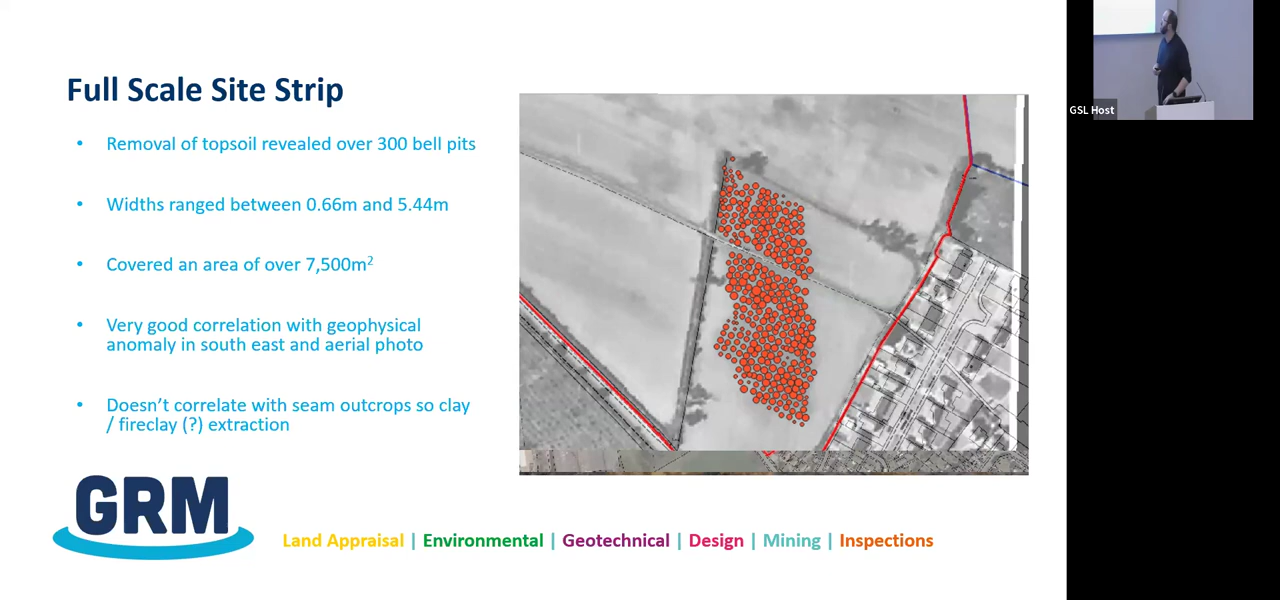 Full Scale Site Strip
• Removal of topsoil revealed over 300 bell pits
• Widths ranged between 0.66m and 5.44m
• Covered an area of over 7,500m²
• Very good correlation with geophysical
anomaly in south east and aerial photo
• Doesn't correlate with seam outcrops so clay
/ fireclay (?) extraction
GRM
Land Appraisal | Environmental | Geotechnical | Design | Mining | Inspections
GSL Host